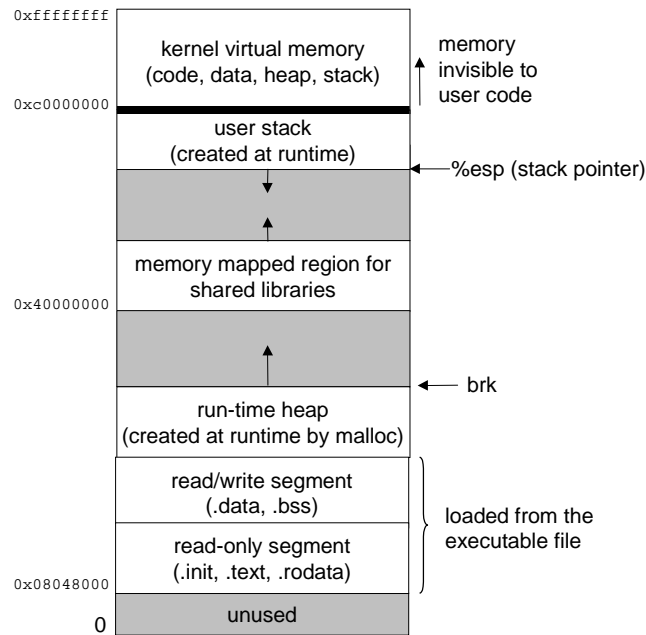 0xffffffff
kernel virtual memory
(code, data, heap, stack)
memory
invisible to
user code
0xc0000000
user stack
(created at runtime)
%esp (stack pointer)
memory mapped region for
shared libraries
0x40000000
brk
run-time heap
(created at runtime by malloc)
read/write segment
(.data, .bss)
loaded from the
executable file
read-only segment
(.init, .text, .rodata)
0x08048000
unused
0